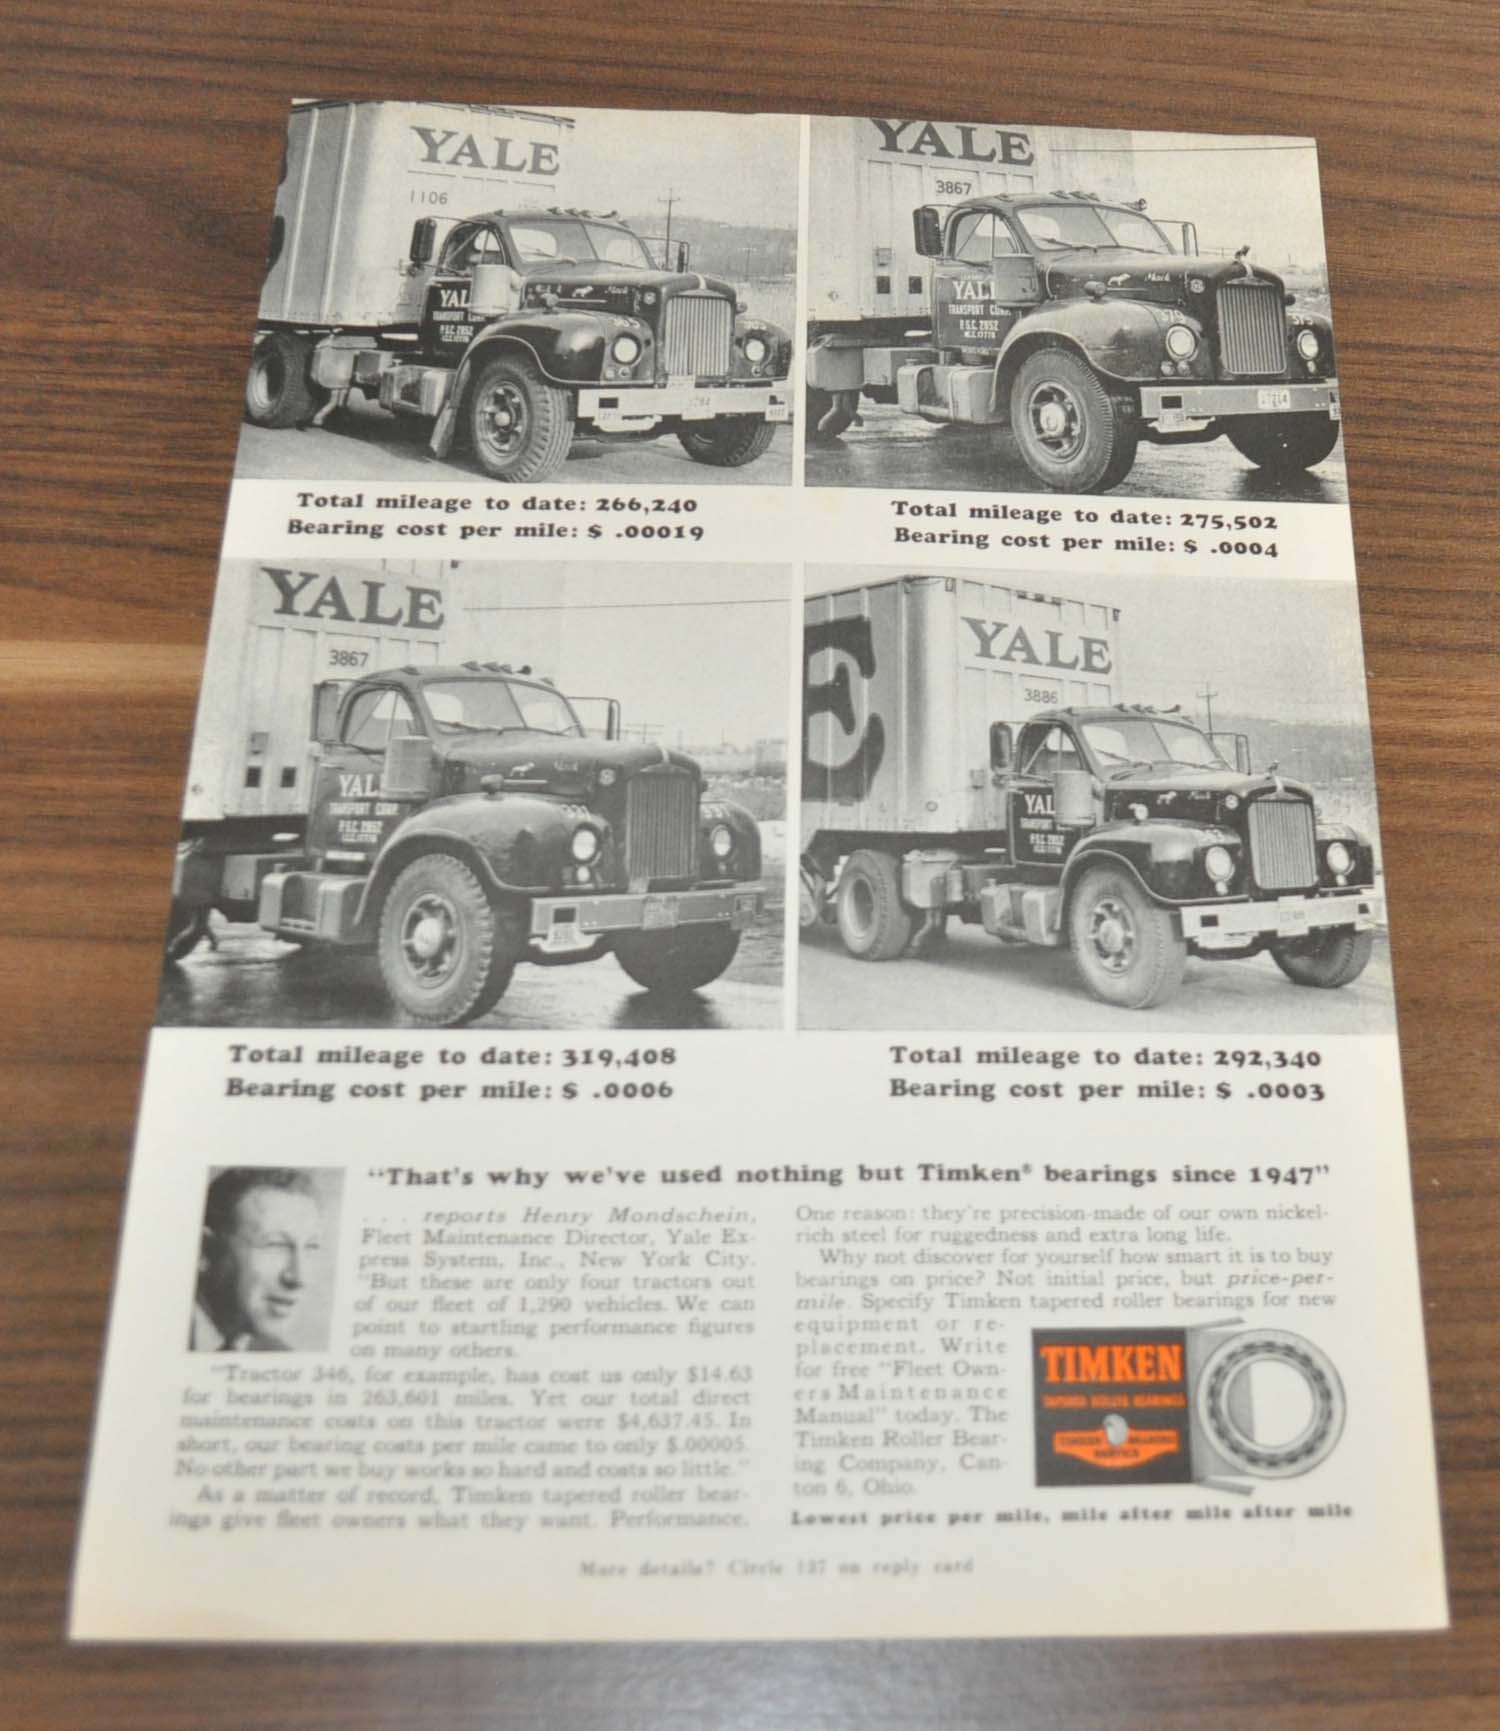 YALE
1106
YAL
TRANSPORT
P.S.C. 2052
YALE
3867
Mack
YALE
TRANSPORT CORP.
P.S.C. 2052
579
575
Total mileage to date: 266,240
Bearing cost per mile: $ .00019
Total mileage to date: 275,502
Bearing cost per mile: $ .0004
YALE
3867
YAL
TRANSPORT CORP.
P.S.C. 2052
331
YALE
3886
E
YAL
TRANSPORT
P.S.C. 2052
Total mileage to date: 319,408
Bearing cost per mile: $ .0006
Total mileage to date: 292,340
Bearing cost per mile: $ .0003
“That's why we've used nothing but Timken® bearings since 1947”
. . . reports Henry Mondschein,
Fleet Maintenance Director, Yale Ex-
press System, Inc., New York City.
"But these are only four tractors out
of our fleet of 1,290 vehicles. We can
point to startling performance figures
on many others.
"Tractor 346, for example, has cost us only $14.63
for bearings in 263,601 miles. Yet our total direct
maintenance costs on this tractor were $4,637.45. In
short, our bearing costs per mile came to only $.00005.
No other part we buy works so hard and costs so little."
As a matter of record, Timken tapered roller bear-
ings give fleet owners what they want. Performance.
One reason: they're precision-made of our own nickel-
rich steel for ruggedness and extra long life.
Why not discover for yourself how smart it is to buy
bearings on price? Not initial price, but price-per-
mile. Specify Timken tapered roller bearings for new
equipment or re-
placement. Write
for free "Fleet Own-
ers Maintenance
Manual" today. The
Timken Roller Bear-
ing Company, Can-
ton 6, Ohio.
TIMKEN
TAPERED ROLLER BEARINGS
SERVICE
Lowest price per mile, mile after mile after mile
More details? Circle 137 on reply card